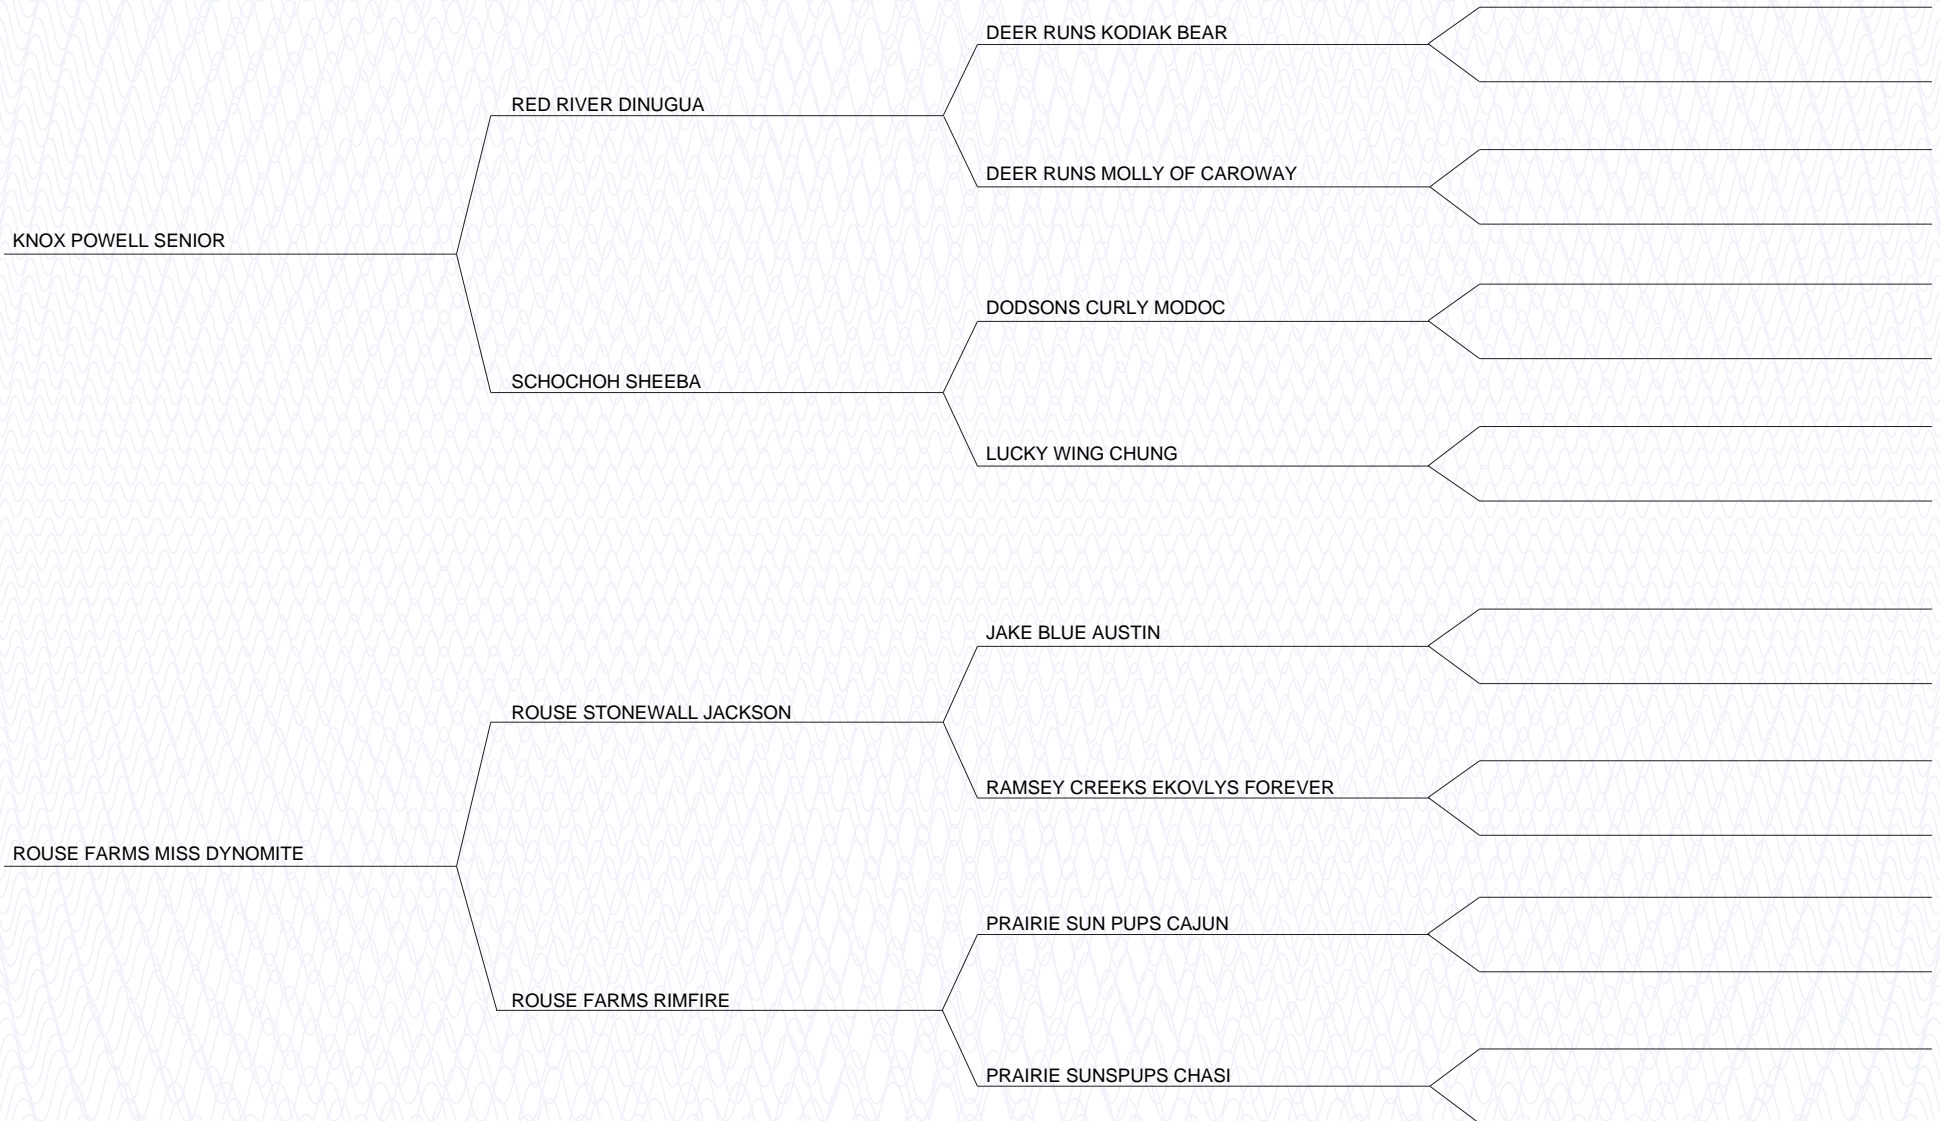 DEER RUNS KODIAK BEAR
RED RIVER DINUGUA
DEER RUNS MOLLY OF CAROWAY
KNOX POWELL SENIOR
DODSONS CURLY MODOC
SCHOCHOH SHEEBA
LUCKY WING CHUNG
JAKE BLUE AUSTIN
ROUSE STONEWALL JACKSON
RAMSEY CREEKS EKOVLYS FOREVER
ROUSE FARMS MISS DYNOMITE
PRAIRIE SUN PUPS CAJUN
ROUSE FARMS RIMFIRE
PRAIRIE SUNSPUPS CHASI